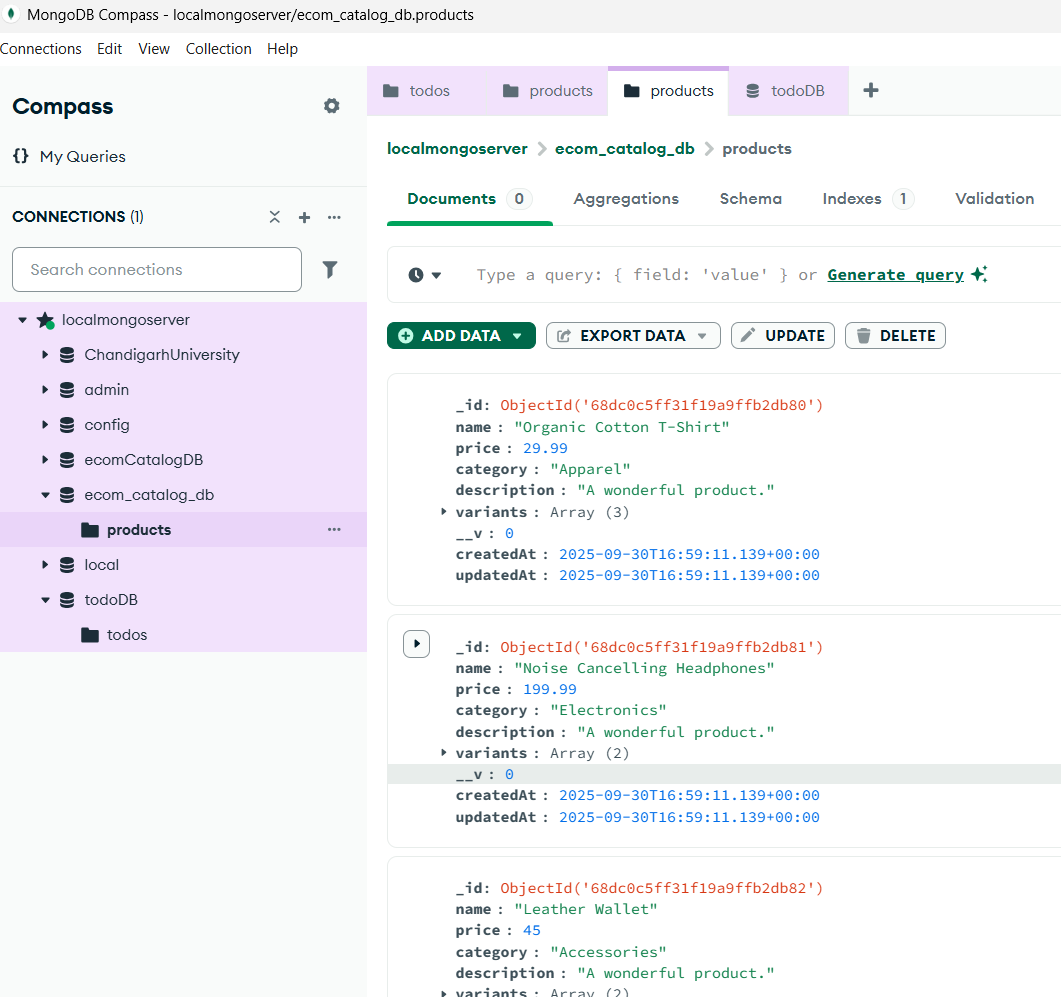 MongoDB Compass - localmongoserver/ecom_catalog_db.products
Connections Edit View Collection Help
Compass
{} My Queries
CONNECTIONS (1)
Search connections
localmongoserver
ChandigarhUniversity
admin
config
ecomCatalogDB
ecom_catalog_db
products
local
todoDB
todos
todos products products todoDB
localmongoserver ecom_catalog_db products
Documents 0 Aggregations Schema Indexes 1 Validation
Type a query: { field: 'value' } or Generate query
ADD DATA EXPORT DATA UPDATE DELETE
_id: ObjectId('68dc0c5ff31f19a9ffb2db80')
name : "Organic Cotton T-Shirt"
price : 29.99
category : "Apparel"
description : "A wonderful product."
variants : Array (3)
__v : 0
createdAt : 2025-09-30T16:59:11.139+00:00
updatedAt : 2025-09-30T16:59:11.139+00:00
_id: ObjectId('68dc0c5ff31f19a9ffb2db81')
name : "Noise Cancelling Headphones"
price : 199.99
category : "Electronics"
description : "A wonderful product."
variants : Array (2)
__v : 0
createdAt : 2025-09-30T16:59:11.139+00:00
updatedAt : 2025-09-30T16:59:11.139+00:00
_id: ObjectId('68dc0c5ff31f19a9ffb2db82')
name : "Leather Wallet"
price : 45
category : "Accessories"
description : "A wonderful product."
variants : Array (2)